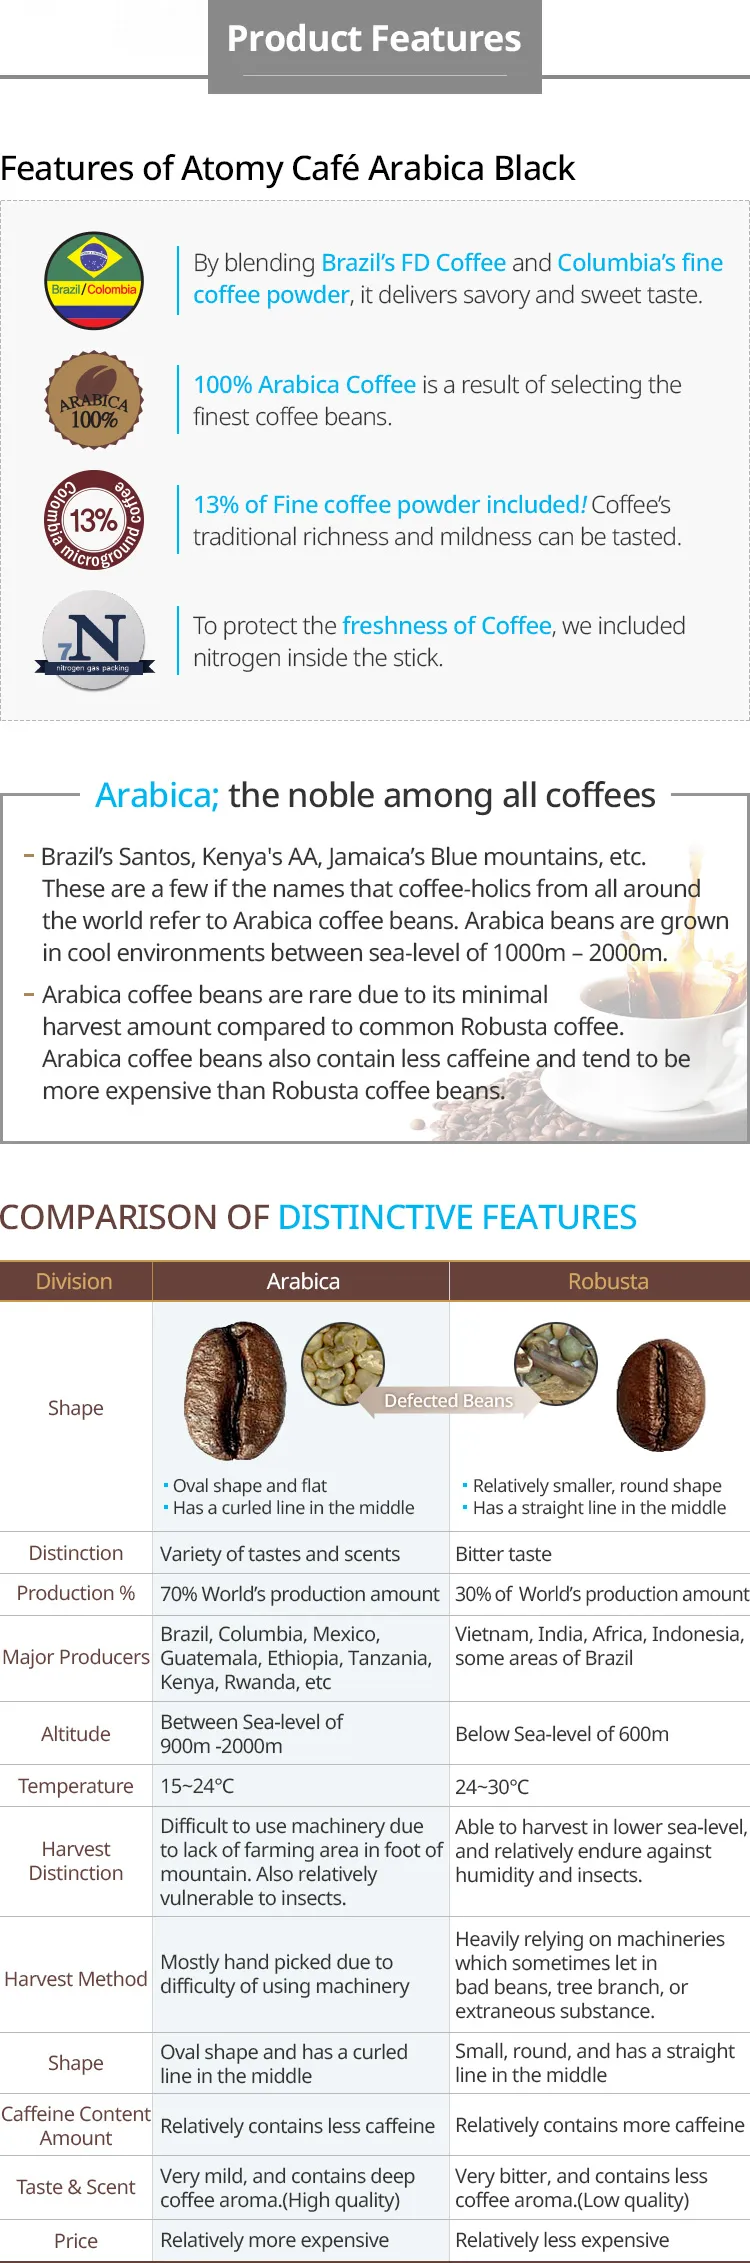 Product Features
Features of Atomy Café Arabica Black
Brazil/Colombia
By blending Brazil's FD Coffee and Columbia's fine
coffee powder, it delivers savory and sweet taste.
ARABICA
100%
100% Arabica Coffee is a result of selecting the
finest coffee beans.
Colombia microground coffee
13%
13% of Fine coffee powder included! Coffee's
traditional richness and mildness can be tasted.
7N
nitrogen gas packing
To protect the freshness of Coffee, we included
nitrogen inside the stick.
Arabica; the noble among all coffees
– Brazil's Santos, Kenya's AA, Jamaica's Blue mountains, etc.
These are a few if the names that coffee-holics from all around
the world refer to Arabica coffee beans. Arabica beans are grown
in cool environments between sea-level of 1000m – 2000m.
– Arabica coffee beans are rare due to its minimal
harvest amount compared to common Robusta coffee.
Arabica coffee beans also contain less caffeine and tend to be
more expensive than Robusta coffee beans.
COMPARISON OF DISTINCTIVE FEATURES
Division Arabica Robusta
Shape
Defected Beans
· Oval shape and flat
· Has a curled line in the middle
· Relatively smaller, round shape
· Has a straight line in the middle
Distinction Variety of tastes and scents Bitter taste
Production % 70% World's production amount 30% of World's production amount
Major Producers
Brazil, Columbia, Mexico,
Guatemala, Ethiopia, Tanzania,
Kenya, Rwanda, etc
Vietnam, India, Africa, Indonesia,
some areas of Brazil
Altitude
Between Sea-level of
900m -2000m
Below Sea-level of 600m
Temperature 15~24℃ 24~30℃
Harvest
Distinction
Difficult to use machinery due
to lack of farming area in foot of
mountain. Also relatively
vulnerable to insects.
Able to harvest in lower sea-level,
and relatively endure against
humidity and insects.
Harvest Method
Mostly hand picked due to
difficulty of using machinery
Heavily relying on machineries
which sometimes let in
bad beans, tree branch, or
extraneous substance.
Shape
Oval shape and has a curled
line in the middle
Small, round, and has a straight
line in the middle
Caffeine Content
Amount
Relatively contains less caffeine
Relatively contains more caffeine
Taste & Scent
Very mild, and contains deep
coffee aroma.(High quality)
Very bitter, and contains less
coffee aroma.(Low quality)
Price Relatively more expensive Relatively less expensive